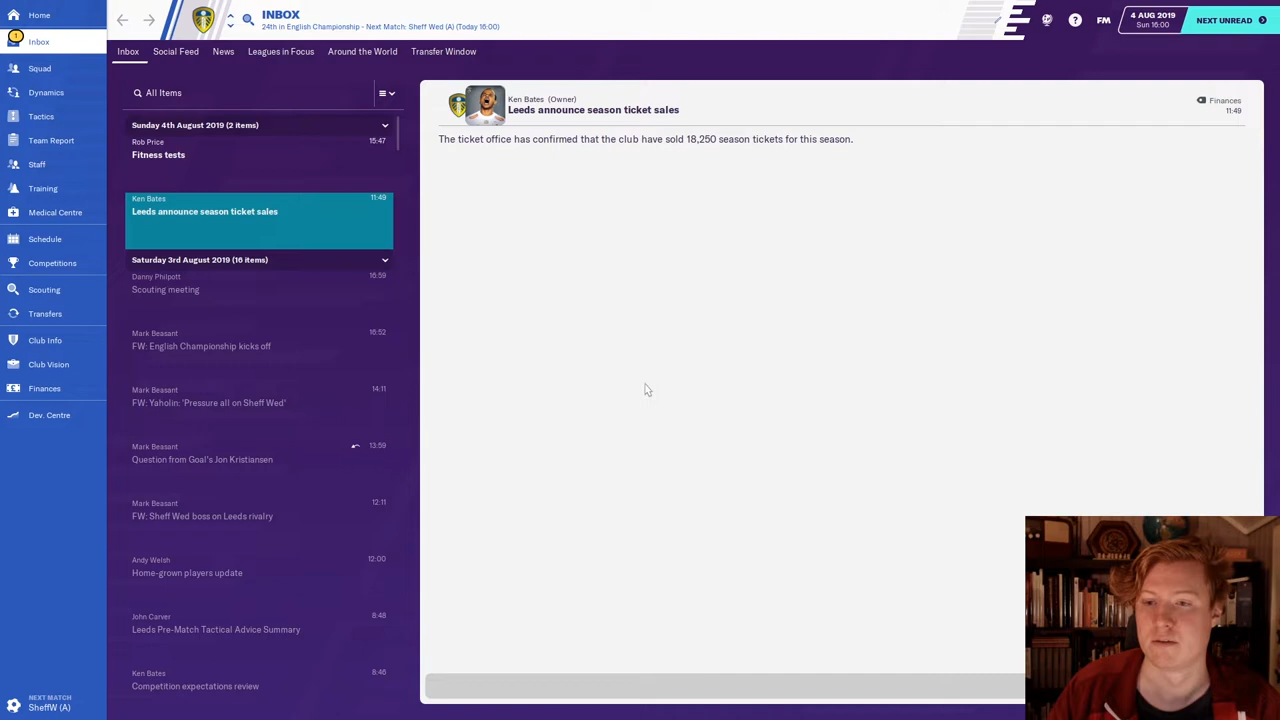 Home
1
Inbox
Squad
Dynamics
Tactics
Team Report
Staff
Training
Medical Centre
Schedule
Competitions
Scouting
Transfers
Club Info
Club Vision
Finances
Dev. Centre
NEXT MATCH
SheffW (A)
INBOX
24th in English Championship - Next Match: Sheff Wed (A) (Today 16:00)
?
FM
4 AUG 2019
Sun 16:00
NEXT UNREAD
Inbox Social Feed News Leagues in Focus Around the World Transfer Window
All Items
Sunday 4th August 2019 (2 items)
Rob Price 15:47
Fitness tests
Ken Bates 11:49
Leeds announce season ticket sales
Saturday 3rd August 2019 (16 items)
Danny Philpott 16:59
Scouting meeting
Mark Beasant 16:52
FW: English Championship kicks off
Mark Beasant 14:11
FW: Yaholin: 'Pressure all on Sheff Wed'
Mark Beasant 13:59
Question from Goal's Jon Kristiansen
Mark Beasant 12:11
FW: Sheff Wed boss on Leeds rivalry
Andy Welsh 12:00
Home-grown players update
John Carver 8:48
Leeds Pre-Match Tactical Advice Summary
Ken Bates 8:46
Competition expectations review
Ken Bates (Owner)
Leeds announce season ticket sales
Finances
11:49
The ticket office has confirmed that the club have sold 18,250 season tickets for this season.